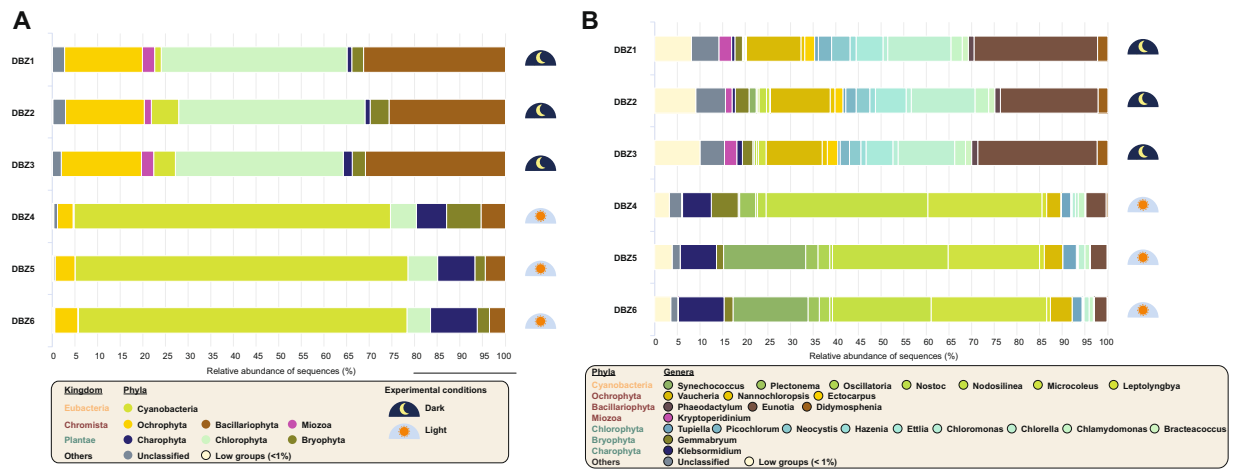 A
DBZ1
DBZ2
DBZ3
DBZ4
DBZ5
DBZ6
0 5 10 15 20 25 30 35 40 45 50 55 60 65 70 75 80 85 90 95 100
Relative abundance of sequences (%)
Kingdom Phyla Experimental conditions
Eubacteria Cyanobacteria Dark
Chromista Ochrophyta Bacillariophyta Miozoa
Plantae Charophyta Chlorophyta Bryophyta Light
Others Unclassified Low groups (<1%)
B
DBZ1
DBZ2
DBZ3
DBZ4
DBZ5
DBZ6
0 5 10 15 20 25 30 35 40 45 50 55 60 65 70 75 80 85 90 95 100
Relative abundance of sequences (%)
Phyla Genera
Cyanobacteria Synechococcus Plectonema Oscillatoria Nostoc Nodosilinea Microcoleus Leptolyngbya
Ochrophyta Vaucheria Nannochloropsis Ectocarpus
Bacillariophyta Phaeodactylum Eunotia Didymosphenia
Miozoa Kryptoperidinium
Chlorophyta Tupiella Picochlorum Neocystis Hazenia Ettlia Chloromonas Chlorella Chlamydomonas Bracteacoccus
Bryophyta Gemmabryum
Charophyta Klebsormidium
Others Unclassified Low groups (< 1%)